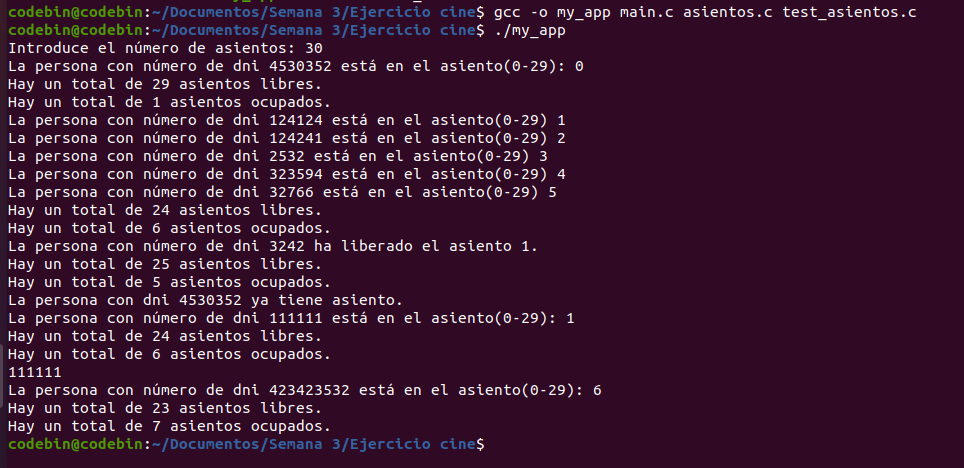 codebin@codebin:~/Documentos/Semana 3/Ejercicio cine$ gcc -o my_app main.c asientos.c test_asientos.c
codebin@codebin:~/Documentos/Semana 3/Ejercicio cine$ ./my_app
Introduce el número de asientos: 30
La persona con número de dni 4530352 está en el asiento(0-29): 0
Hay un total de 29 asientos libres.
Hay un total de 1 asientos ocupados.
La persona con número de dni 124124 está en el asiento(0-29) 1
La persona con número de dni 124241 está en el asiento(0-29) 2
La persona con número de dni 2532 está en el asiento(0-29) 3
La persona con número de dni 323594 está en el asiento(0-29) 4
La persona con número de dni 32766 está en el asiento(0-29) 5
Hay un total de 24 asientos libres.
Hay un total de 6 asientos ocupados.
La persona con número de dni 3242 ha liberado el asiento 1.
Hay un total de 25 asientos libres.
Hay un total de 5 asientos ocupados.
La persona con dni 4530352 ya tiene asiento.
La persona con número de dni 111111 está en el asiento(0-29): 1
Hay un total de 24 asientos libres.
Hay un total de 6 asientos ocupados.
111111
La persona con número de dni 423423532 está en el asiento(0-29): 6
Hay un total de 23 asientos libres.
Hay un total de 7 asientos ocupados.
codebin@codebin:~/Documentos/Semana 3/Ejercicio cine$